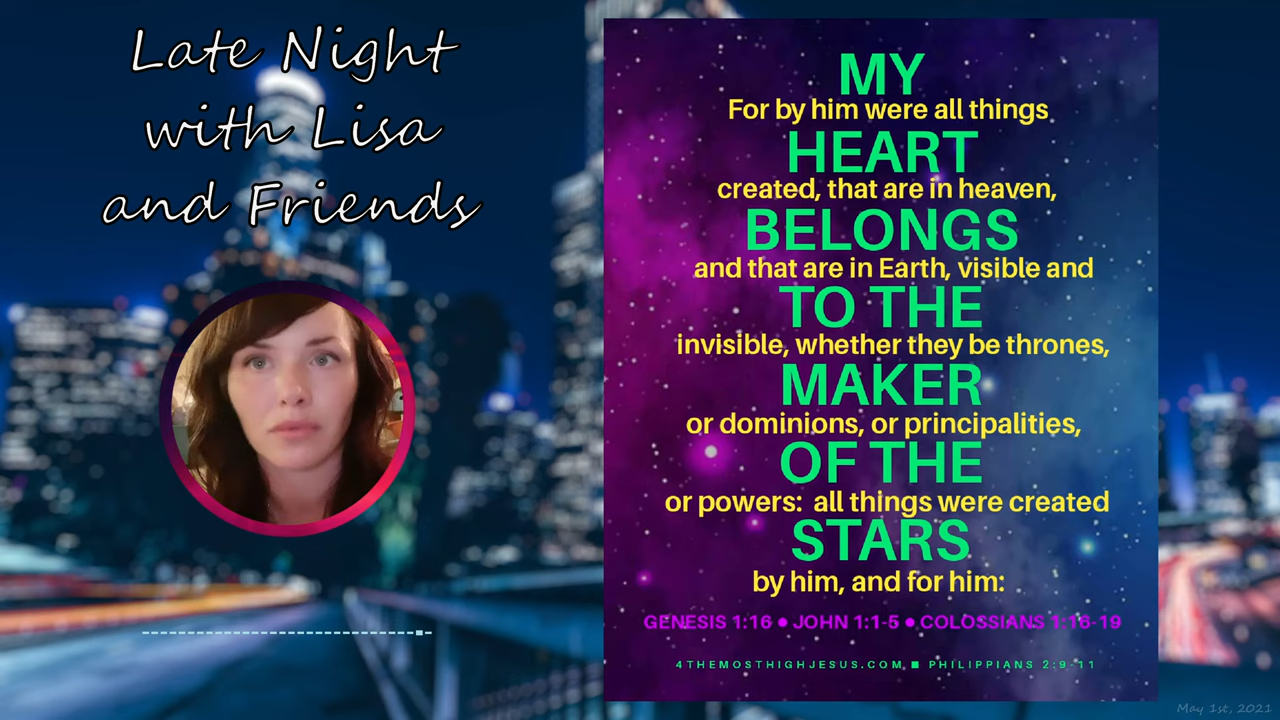 Late Night
with Lisa
and Friends
MY
For by him were all things
HEART
created, that are in heaven,
BELONGS
and that are in Earth, visible and
TO THE
invisible, whether they be thrones,
MAKER
or dominions, or principalities,
OF THE
or powers: all things were created
STARS
by him, and for him:
GENESIS 1:16 ● JOHN 1:1-5 ● COLOSSIANS 1:16-19
4THEMOSTHIGHJESUS.COM ■ PHILIPPIANS 2:9-11
May 1st, 2021